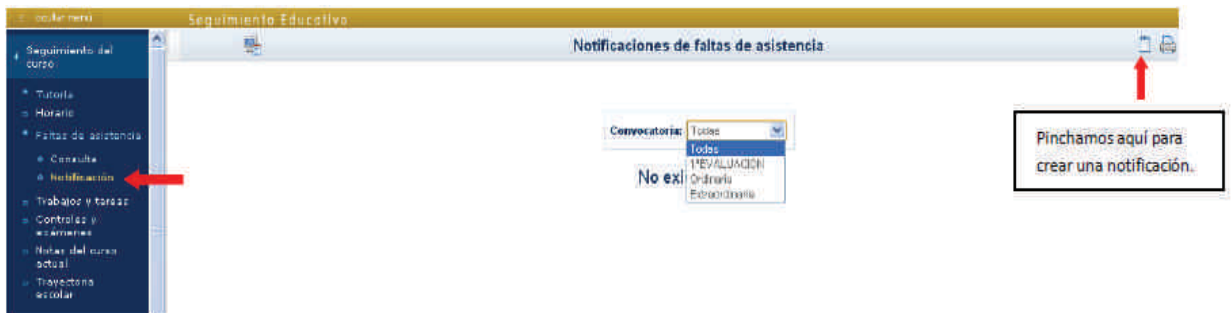 ocultar menú
Seguimiento Educativo
Seguimiento del
curso
Notificaciones de faltas de asistencia
Tutoría
Horario
Faltas de asistencia
Consulta
Notificación
Trabajos y tareas
Controles y
exámenes
Notas del curso
actual
Trayectoria
escolar
Convocatoria: Todas
Todas
1ªEVALUACIÓN
Ordinaria
Extraordinaria
No exi
Pinchamos aquí para
crear una notificación.